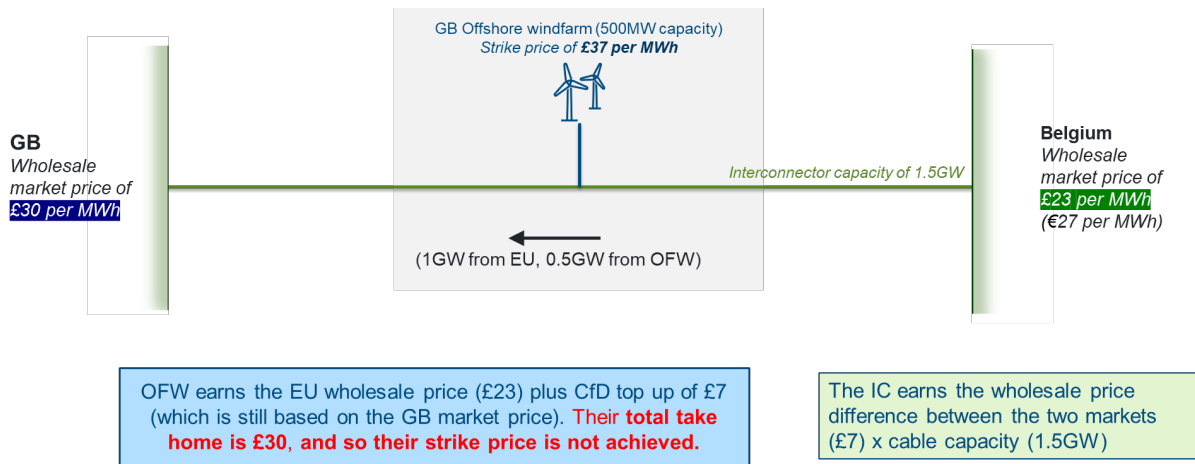 GB Offshore windfarm (500MW capacity)
Strike price of £37 per MWh
GB
Wholesale
market price of
£30 per MWh
Interconnector capacity of 1.5GW
Belgium
Wholesale
market price of
£23 per MWh
(€27 per MWh)
(1GW from EU, 0.5GW from OFW)
OFW earns the EU wholesale price (£23) plus CfD top up of £7
(which is still based on the GB market price). Their total take
home is £30, and so their strike price is not achieved.
The IC earns the wholesale price
difference between the two markets
(£7) x cable capacity (1.5GW)